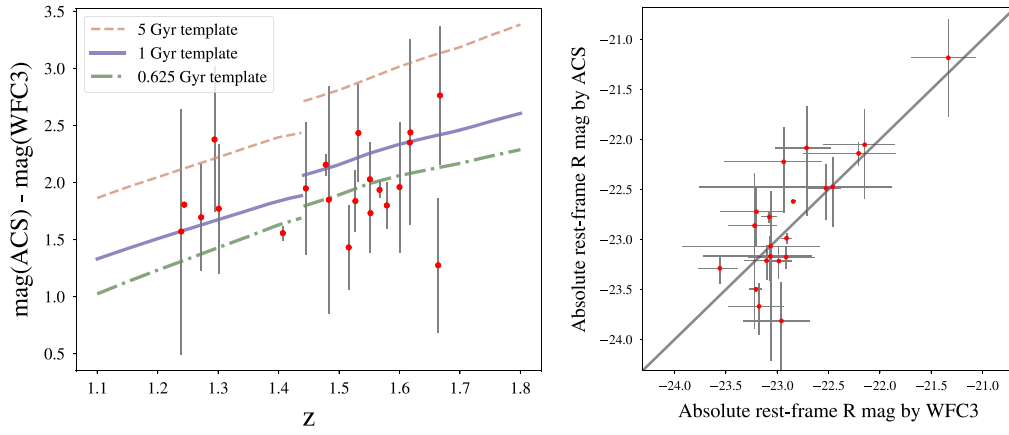 3.5
3.0
2.5
2.0
1.5
1.0
0.5
mag(ACS) - mag(WFC3)
5 Gyr template
1 Gyr template
0.625 Gyr template
1.1 1.2 1.3 1.4 1.5 1.6 1.7 1.8
z
−21.0
−21.5
−22.0
−22.5
−23.0
−23.5
−24.0
Absolute rest-frame R mag by ACS
−24.0 −23.5 −23.0 −22.5 −22.0 −21.5 −21.0
Absolute rest-frame R mag by WFC3